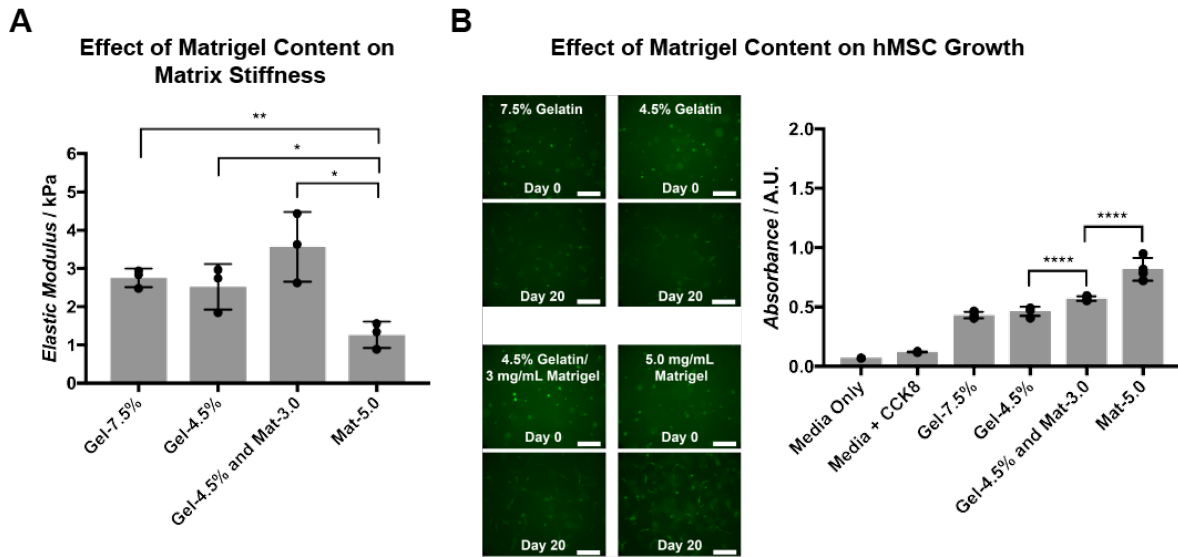 A
Effect of Matrigel Content on
Matrix Stiffness
**
*
*
Elastic Modulus / kPa
6
5
4
3
2
1
0
Gel-7.5%
Gel-4.5%
Gel-4.5% and Mat-3.0
Mat-5.0
B
Effect of Matrigel Content on hMSC Growth
7.5% Gelatin
Day 0
4.5% Gelatin
Day 0
Day 20
Day 20
4.5% Gelatin/
3 mg/mL Matrigel
Day 0
5.0 mg/mL
Matrigel
Day 0
Day 20
Day 20
Absorbance / A.U.
2.0
1.5
1.0
0.5
0.0
****
****
Media Only
Media + CCK8
Gel-7.5%
Gel-4.5%
Gel-4.5% and Mat-3.0
Mat-5.0